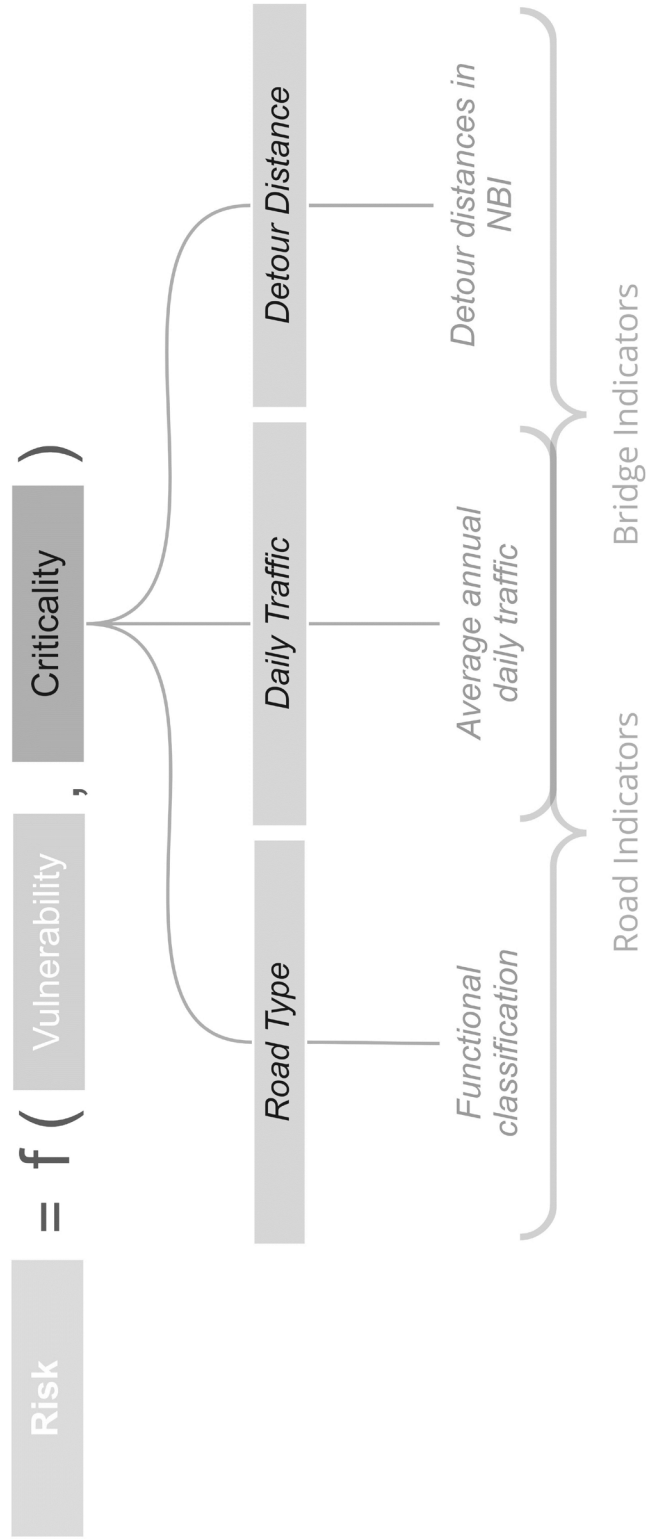 Risk = f ( Vulnerability , Criticality )
Road Type
Daily Traffic
Detour Distance
Functional
classification
Average annual
daily traffic
Detour distances in
NBI
Road Indicators
Bridge Indicators